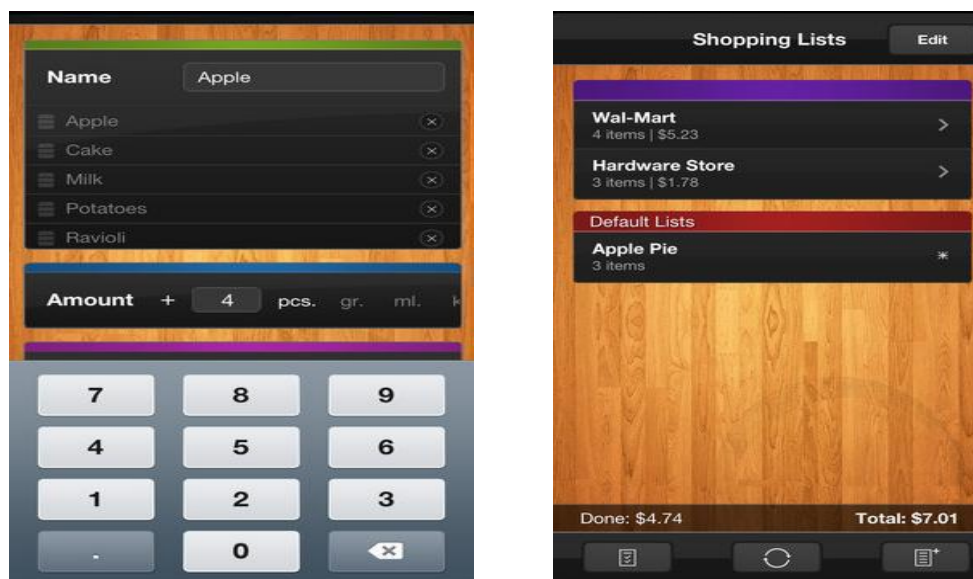 Name Apple
Apple
Cake
Milk
Potatoes
Ravioli
Amount + 4 pcs. gr. ml.
7 8 9
4 5 6
1 2 3
. 0
Shopping Lists Edit
Wal-Mart
4 items | $5.23
Hardware Store
3 items | $1.78
Default Lists
Apple Pie
3 items
Done: $4.74 Total: $7.01